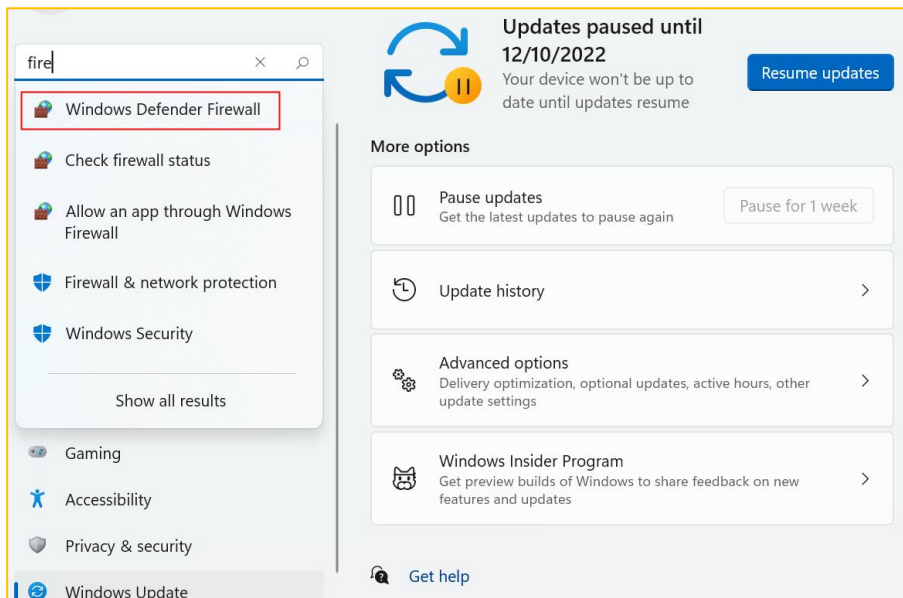 fire
Windows Defender Firewall
Check firewall status
Allow an app through Windows
Firewall
Firewall & network protection
Windows Security
Show all results
Gaming
Accessibility
Privacy & security
Windows Update
Updates paused until
12/10/2022
Your device won't be up to
date until updates resume
Resume updates
More options
Pause updates
Get the latest updates to pause again
Pause for 1 week
Update history
Advanced options
Delivery optimization, optional updates, active hours, other
update settings
Windows Insider Program
Get preview builds of Windows to share feedback on new
features and updates
Get help